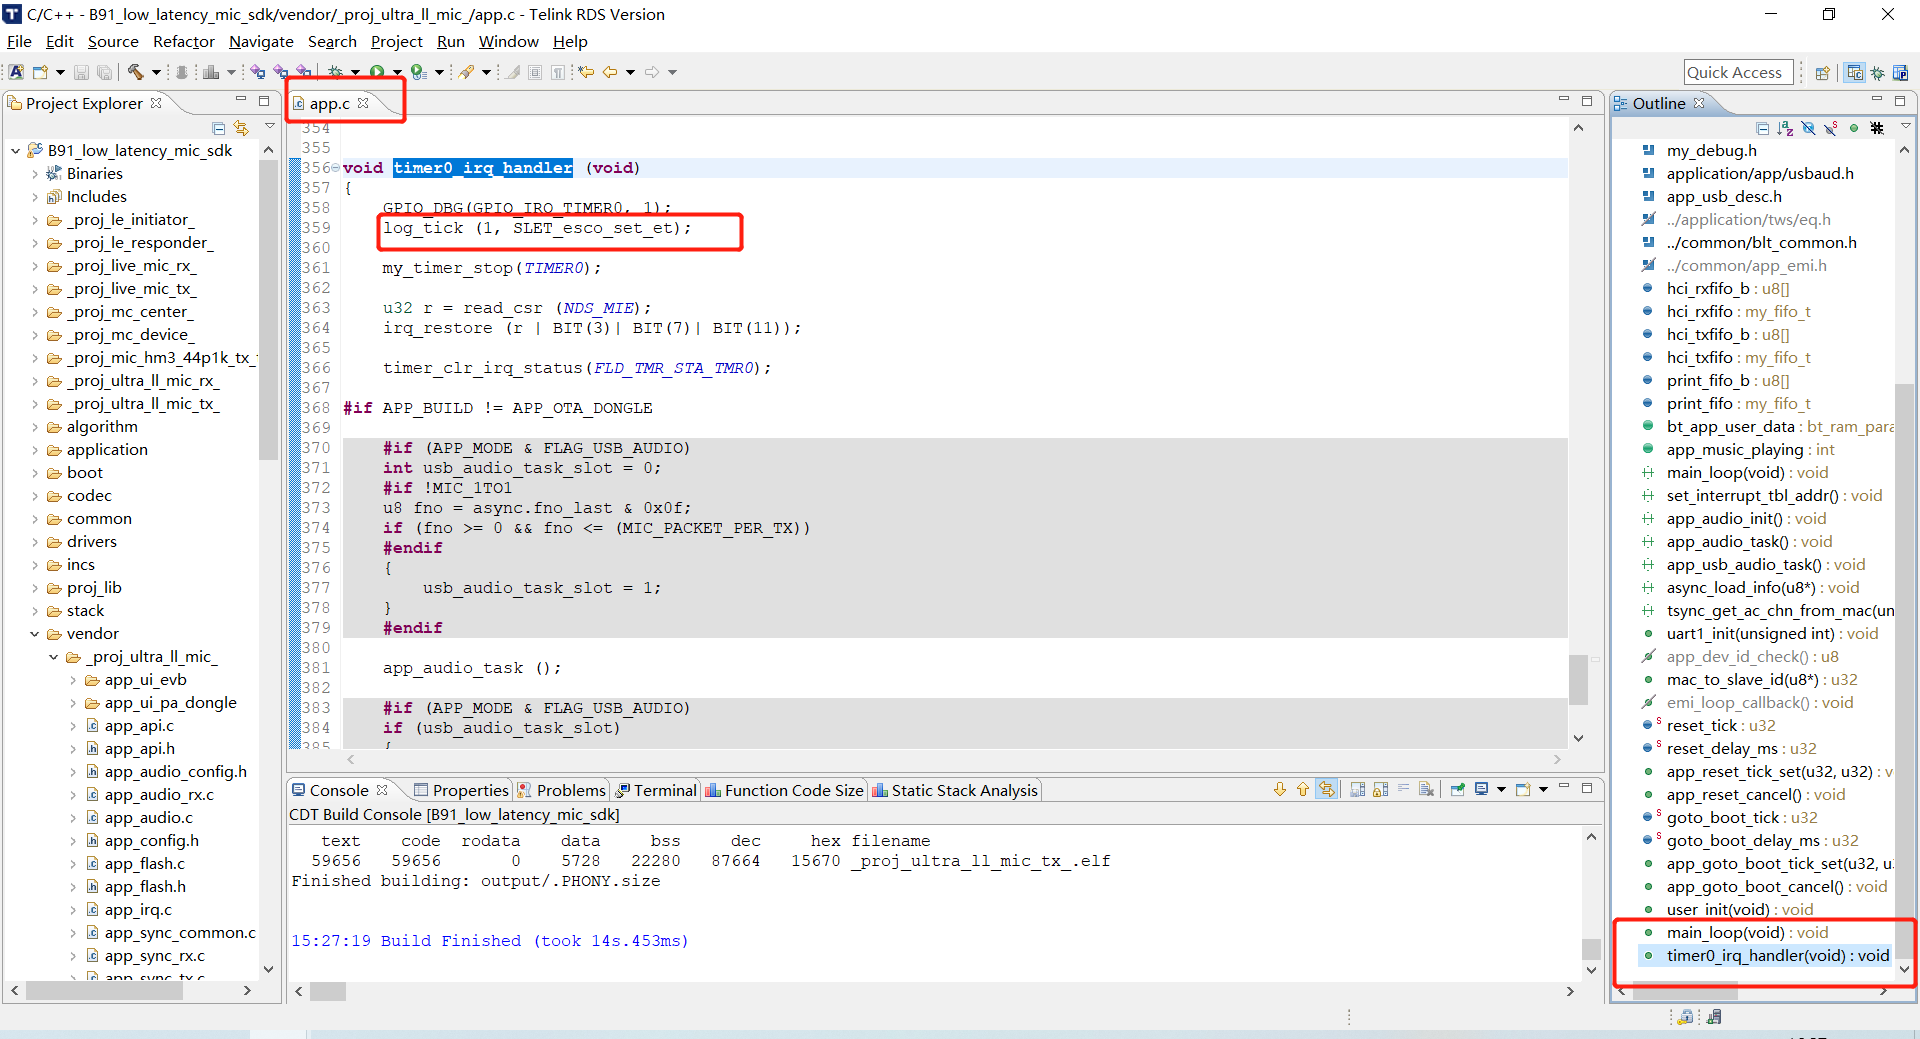 C/C++ - B91_low_latency_mic_sdk/vendor/_proj_ultra_ll_mic_/app.c - Telink RDS Version
File Edit Source Refactor Navigate Search Project Run Window Help
Quick Access
Project Explorer
B91_low_latency_mic_sdk
Binaries
Includes
_proj_le_initiator_
_proj_le_responder_
_proj_live_mic_rx_
_proj_live_mic_tx_
_proj_mc_center_
_proj_mc_device_
_proj_mic_hm3_44p1k_tx_
_proj_ultra_ll_mic_rx_
_proj_ultra_ll_mic_tx_
algorithm
application
boot
codec
common
drivers
incs
proj_lib
stack
vendor
_proj_ultra_ll_mic_
app_ui_evb
app_ui_pa_dongle
app_api.c
app_api.h
app_audio_config.h
app_audio_rx.c
app_audio.c
app_config.h
app_flash.c
app_flash.h
app_irq.c
app_sync_common.c
app_sync_rx.c
app_sync_tx.c
app.c
354
355
356 void timer0_irq_handler (void)
357 {
358 GPIO_DBG(GPIO_IRQ_TIMER0, 1);
359 log_tick (1, SLET_esco_set_et);
360
361 my_timer_stop(TIMER0);
362
363 u32 r = read_csr (NDS_MIE);
364 irq_restore (r | BIT(3)| BIT(7)| BIT(11));
365
366 timer_clr_irq_status(FLD_TMR_STA_TMR0);
367
368 #if APP_BUILD != APP_OTA_DONGLE
369
370 #if (APP_MODE & FLAG_USB_AUDIO)
371 int usb_audio_task_slot = 0;
372 #if !MIC_1TO1
373 u8 fno = async.fno_last & 0x0f;
374 if (fno >= 0 && fno <= (MIC_PACKET_PER_TX))
375 #endif
376 {
377 usb_audio_task_slot = 1;
378 }
379 #endif
380
381 app_audio_task ();
382
383 #if (APP_MODE & FLAG_USB_AUDIO)
384 if (usb_audio_task_slot)
385 {
Console Properties Problems Terminal Function Code Size Static Stack Analysis
CDT Build Console [B91_low_latency_mic_sdk]
text code rodata data bss dec hex filename
59656 59656 0 5728 22280 87664 15670 _proj_ultra_ll_mic_tx_.elf
Finished building: output/.PHONY.size
15:27:19 Build Finished (took 14s.453ms)
Outline
my_debug.h
application/app/usbaud.h
app_usb_desc.h
../application/tws/eq.h
../common/blt_common.h
../common/app_emi.h
hci_rxfifo_b : u8[]
hci_rxfifo : my_fifo_t
hci_txfifo_b : u8[]
hci_txfifo : my_fifo_t
print_fifo_b : u8[]
print_fifo : my_fifo_t
bt_app_user_data : bt_ram_para
app_music_playing : int
main_loop(void) : void
set_interrupt_tbl_addr() : void
app_audio_init() : void
app_audio_task() : void
app_usb_audio_task() : void
async_load_info(u8*) : void
tsync_get_ac_chn_from_mac(un
uart1_init(unsigned int) : void
app_dev_id_check() : u8
mac_to_slave_id(u8*) : u32
emi_loop_callback() : void
reset_tick : u32
reset_delay_ms : u32
app_reset_tick_set(u32, u32) : v
app_reset_cancel() : void
goto_boot_tick : u32
goto_boot_delay_ms : u32
app_goto_boot_tick_set(u32, u
app_goto_boot_cancel() : void
user_init(void) : void
main_loop(void) : void
timer0_irq_handler(void) : void